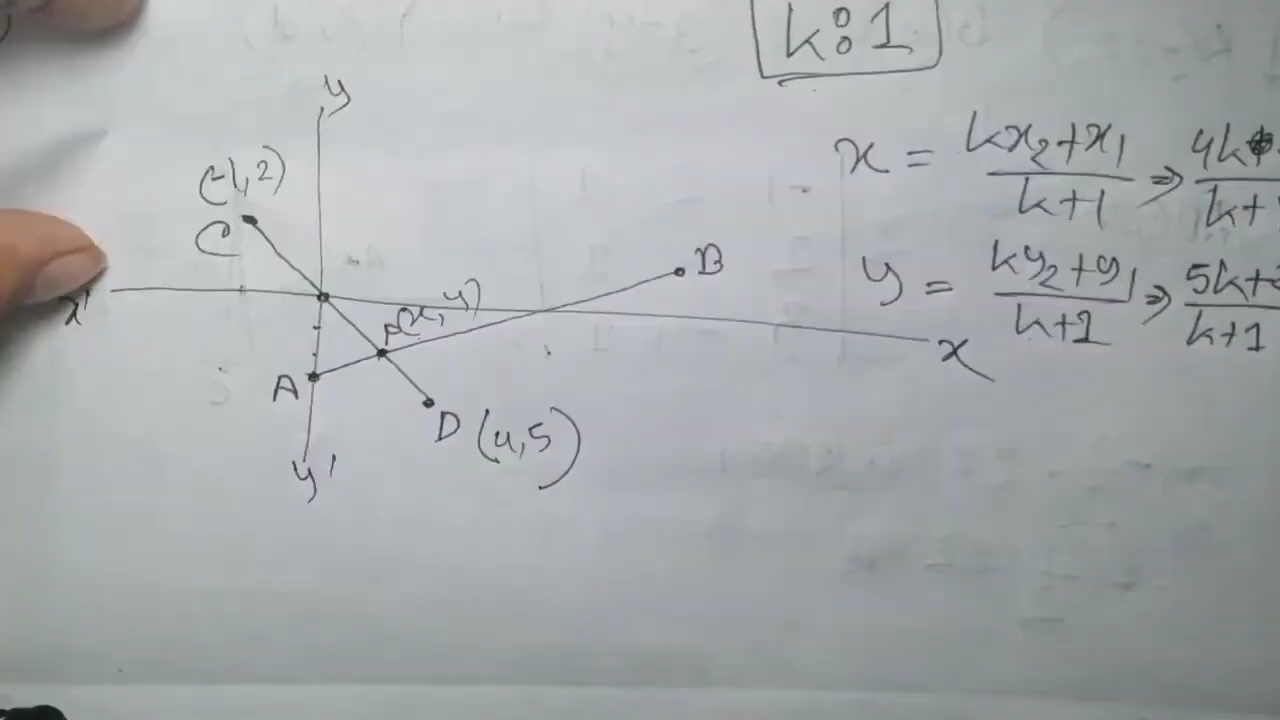 k:1
y
(-1,2)
C
x'
P(x,y)
B
A
D (4,5)
y'
x
x = kx₂+x₁/k+1 ⇒ 4k
y = ky₂+y₁/k+1 ⇒ 5k+/k+1